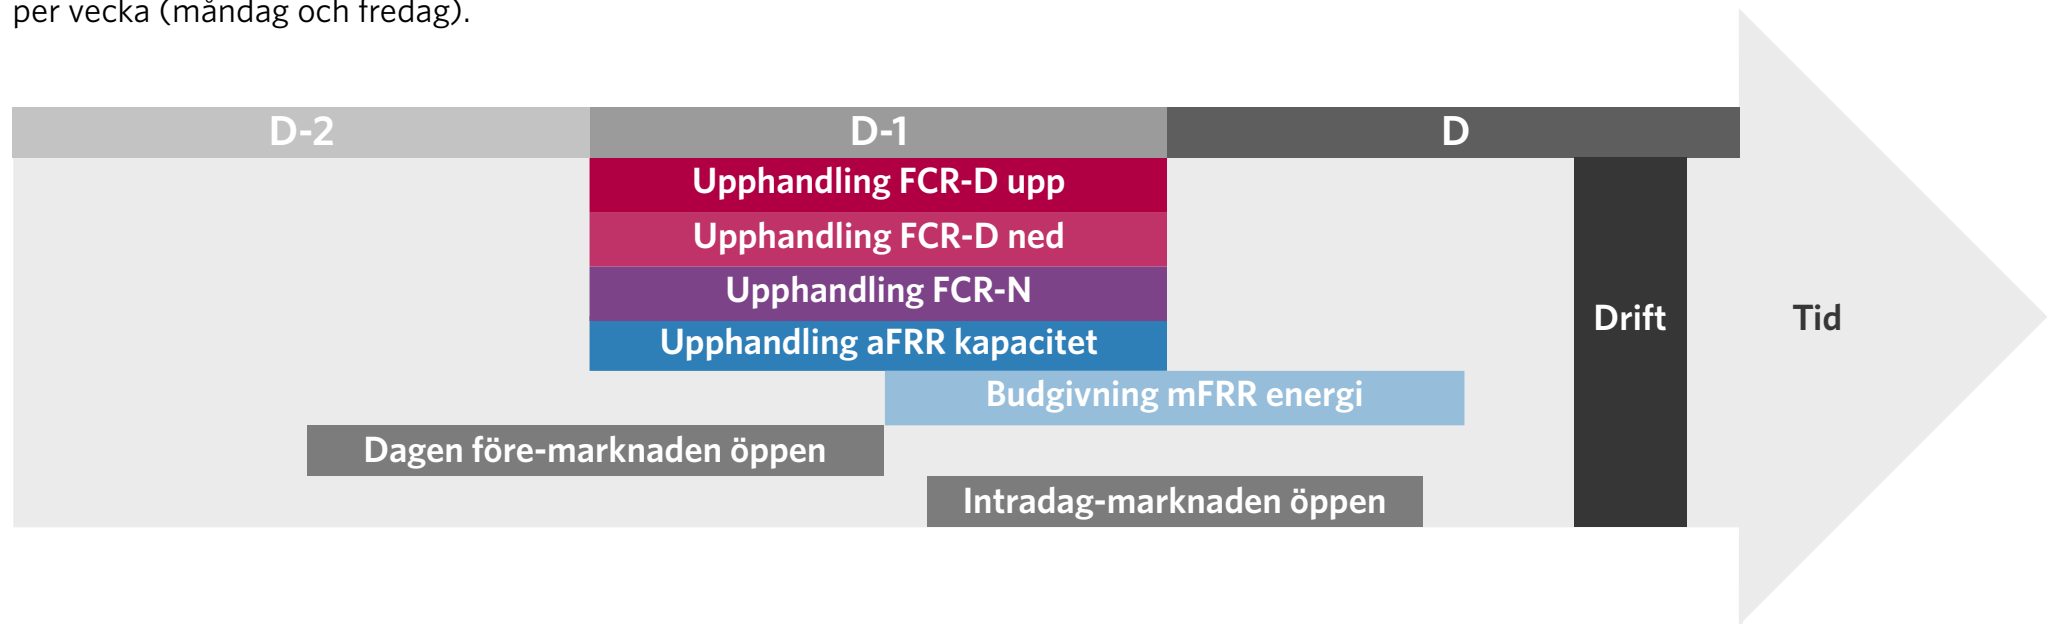 per vecka (måndag och fredag).
D-2
D-1
D
Upphandling FCR-D upp
Upphandling FCR-D ned
Upphandling FCR-N
Upphandling aFRR kapacitet
Drift
Tid
Budgivning mFRR energi
Dagen före-marknaden öppen
Intradag-marknaden öppen